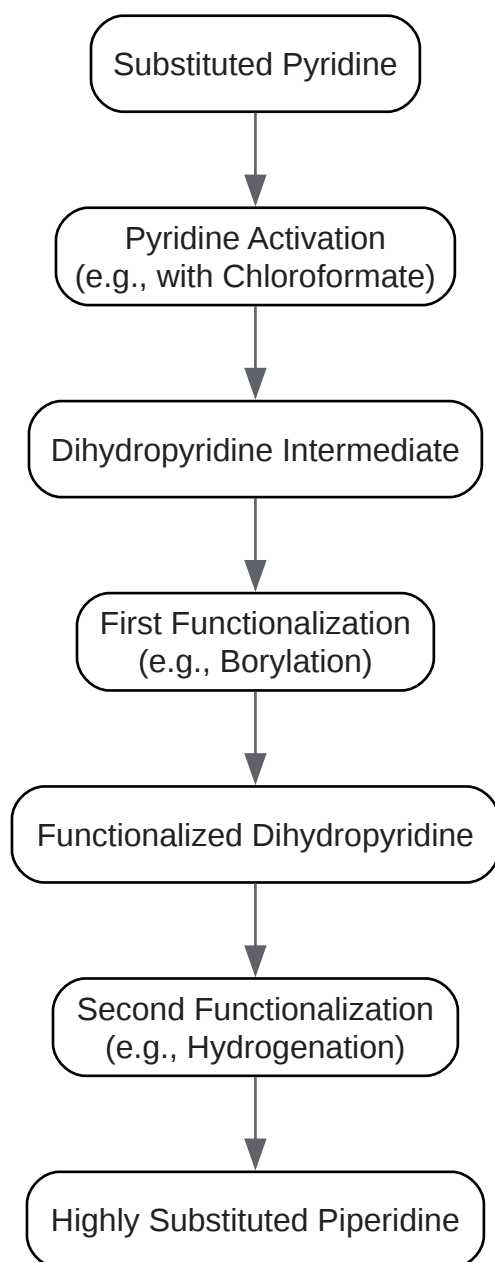 Substituted Pyridine
Pyridine Activation
(e.g., with Chloroformate)
Dihydropyridine Intermediate
First Functionalization
(e.g., Borylation)
Functionalized Dihydropyridine
Second Functionalization
(e.g., Hydrogenation)
Highly Substituted Piperidine